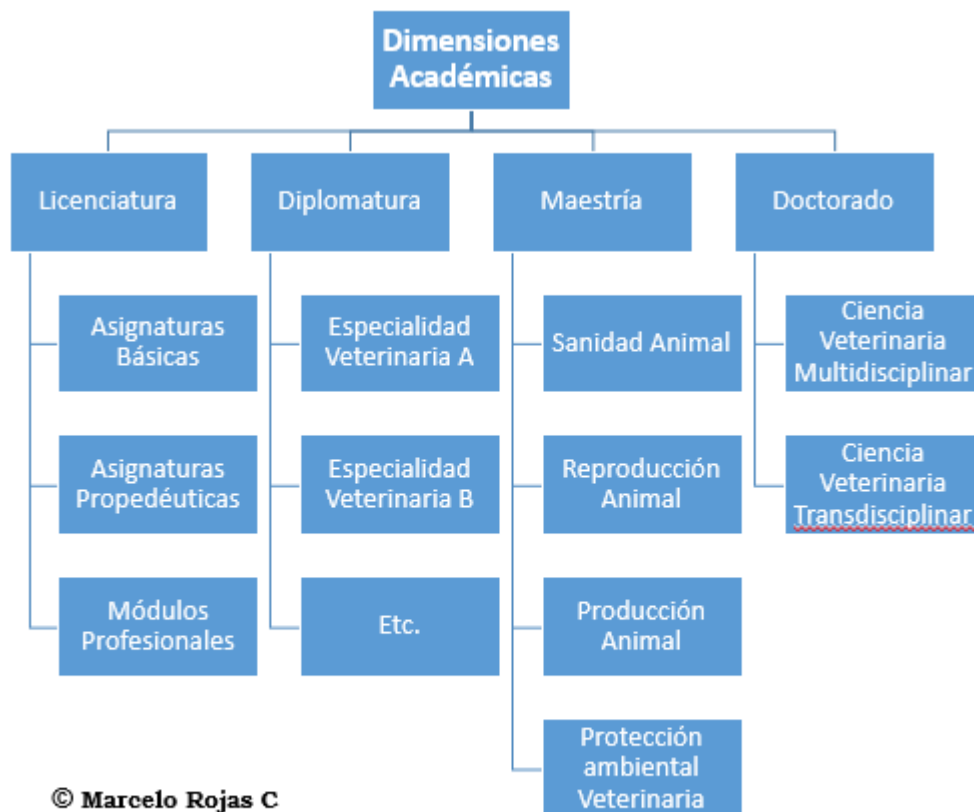 Dimensiones
Académicas
Licenciatura
Diplomatura
Maestría
Doctorado
Asignaturas
Básicas
Especialidad
Veterinaria A
Sanidad Animal
Ciencia
Veterinaria
Multidisciplinar
Asignaturas
Propedéuticas
Especialidad
Veterinaria B
Reproducción
Animal
Ciencia
Veterinaria
Transdisciplinar
Módulos
Profesionales
Etc.
Producción
Animal
Protección
ambiental
Veterinaria
© Marcelo Rojas C